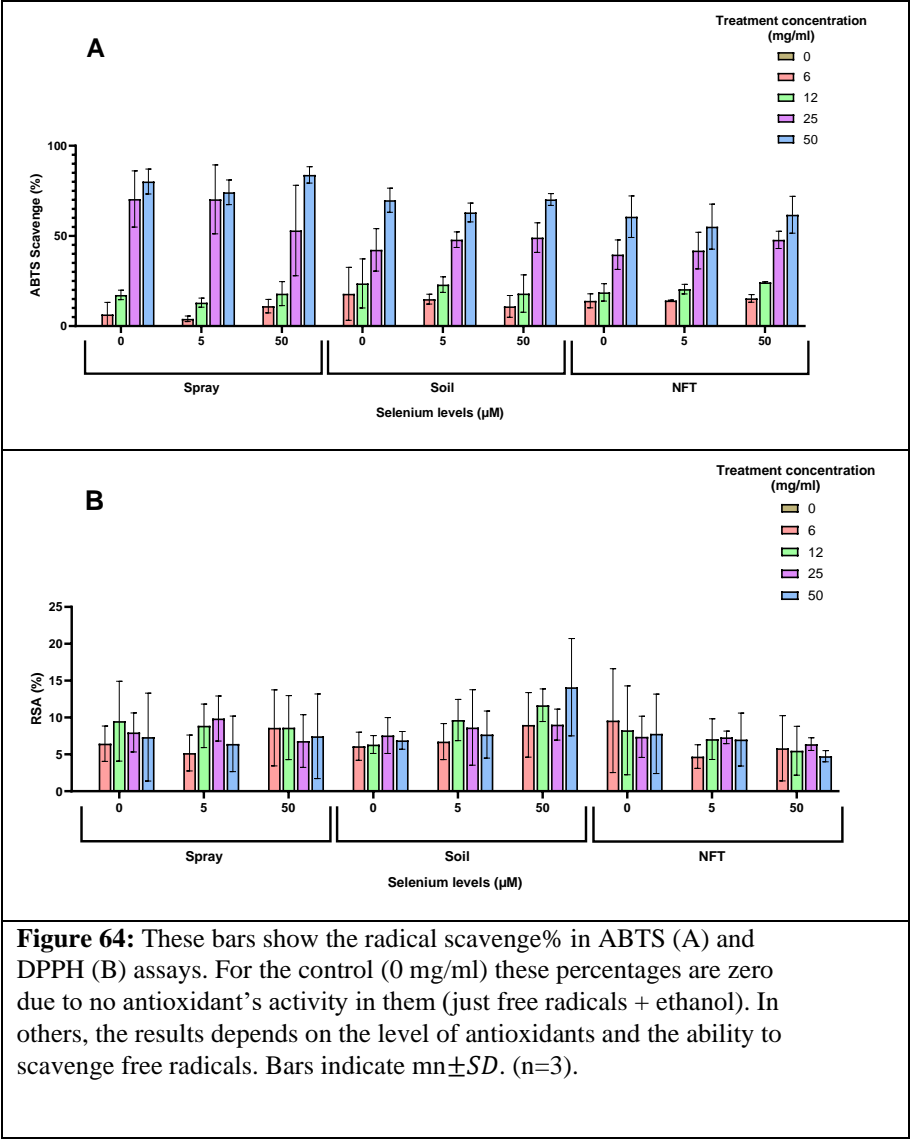 Treatment concentration
(mg/ml)
A
0
6
12
25
50
100
50
0
ABTS Scavenge (%)
0 5 50 0 5 50 0 5 50
Spray Soil NFT
Selenium levels (µM)
Treatment concentration
(mg/ml)
B
0
6
12
25
50
25
20
15
10
5
0
RSA (%)
0 5 50 0 5 50 0 5 50
Spray Soil NFT
Selenium levels (µM)
Figure 64: These bars show the radical scavenge% in ABTS (A) and
DPPH (B) assays. For the control (0 mg/ml) these percentages are zero
due to no antioxidant’s activity in them (just free radicals + ethanol). In
others, the results depends on the level of antioxidants and the ability to
scavenge free radicals. Bars indicate mn±SD. (n=3).